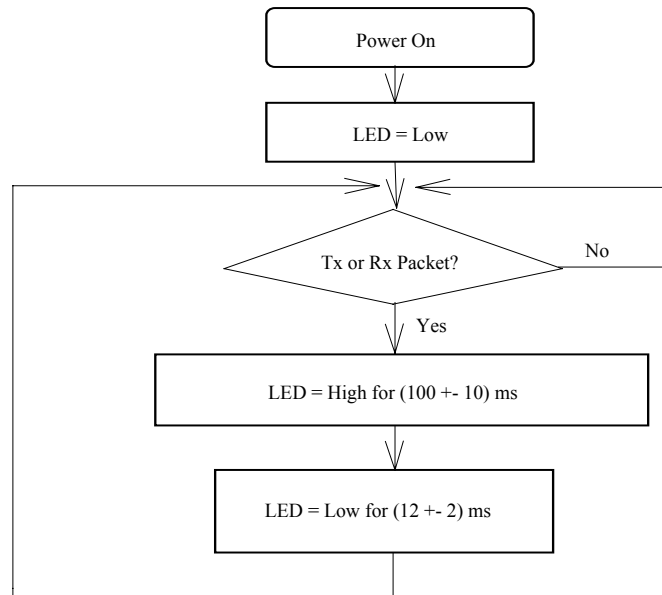 Power On
LED = Low
Tx or Rx Packet?
No
Yes
LED = High for (100 +- 10) ms
LED = Low for (12 +- 2) ms